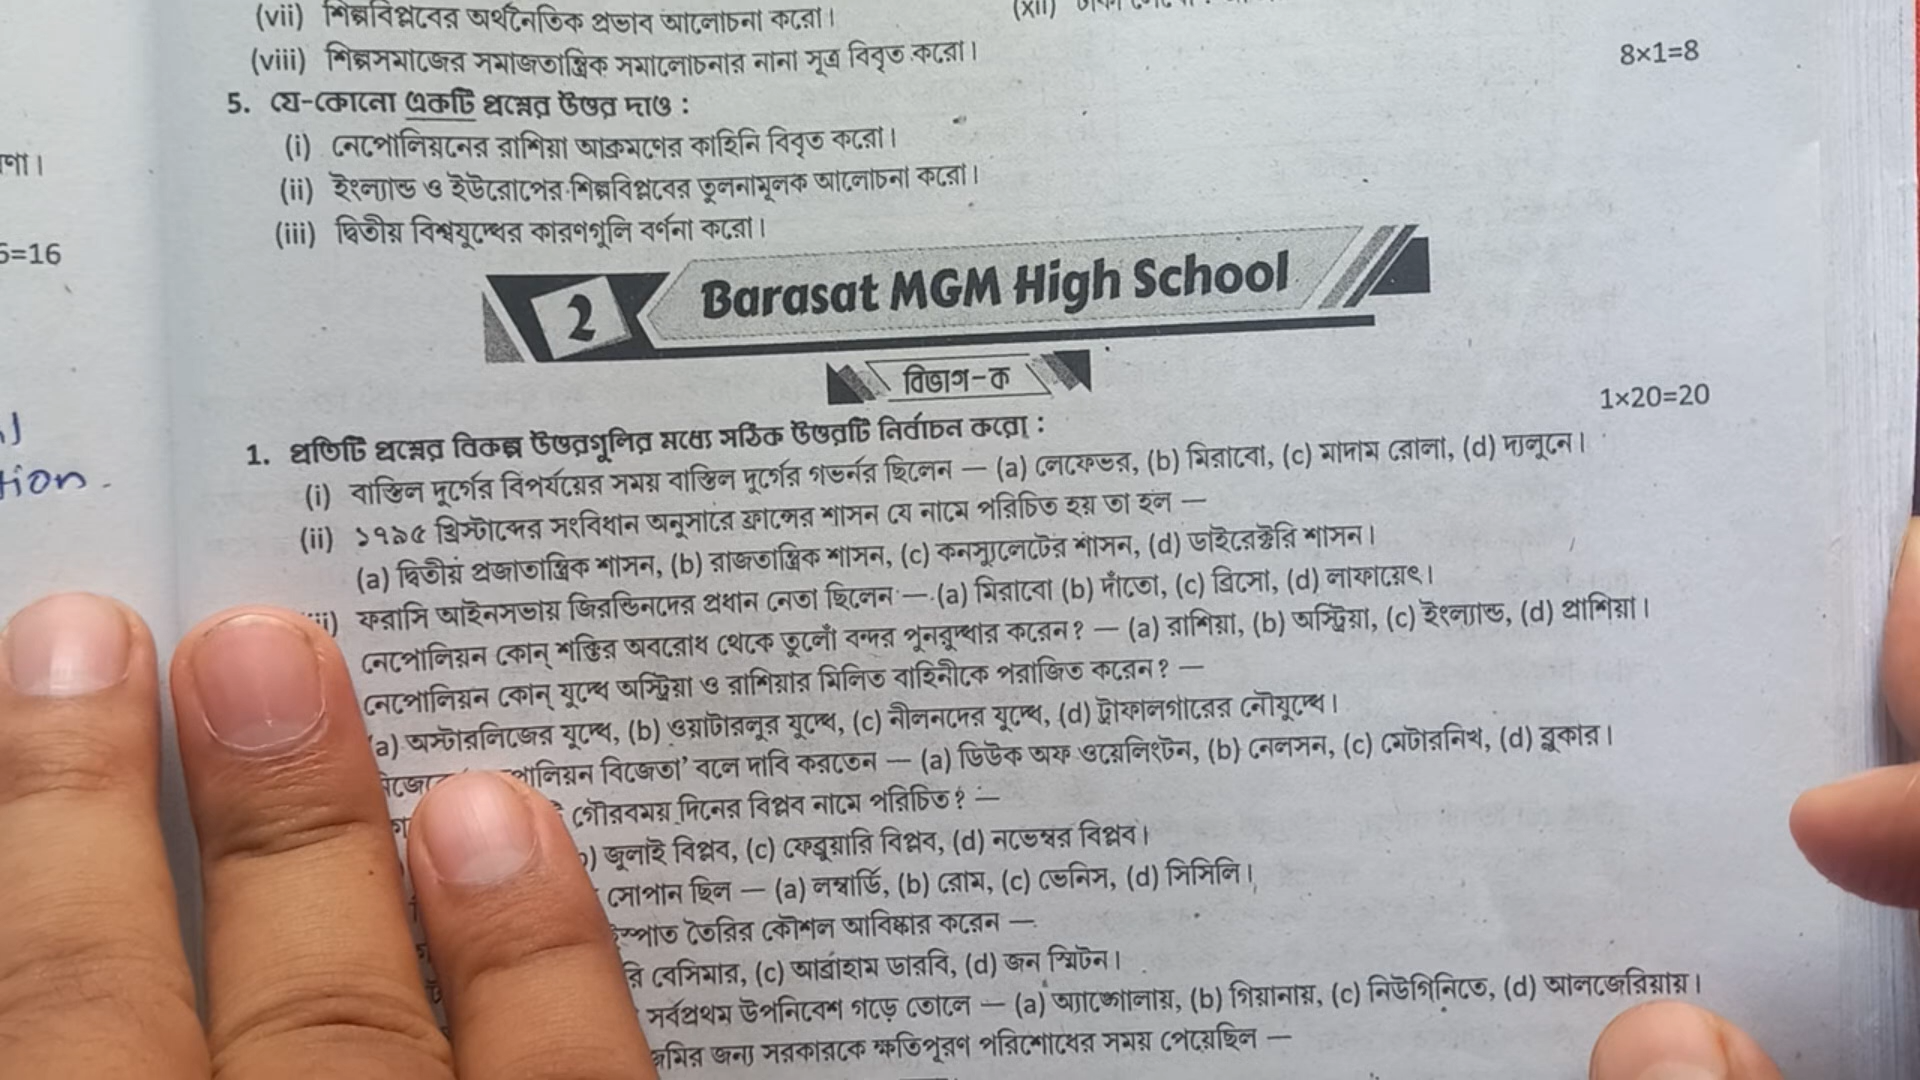 (vii) শিল্পবিপ্লবের অর্থনৈতিক প্রভাব আলোচনা করো।
(xii)
(viii) শিল্পসমাজের সমাজতান্ত্রিক সমালোচনার নানা সূত্র বিবৃত করো।
5. যে-কোনো একটি প্রশ্নের উত্তর দাও :
8×1=8
(i) নেপোলিয়নের রাশিয়া আক্রমণের কাহিনি বিবৃত করো।
(ii) ইংল্যান্ড ও ইউরোপের শিল্পবিপ্লবের তুলনামূলক আলোচনা করো।
(iii) দ্বিতীয় বিশ্বযুদ্ধের কারণগুলি বর্ণনা করো।
ণা।
=16
tion.
2 Barasat MGM High School
বিভাগ-ক
1. প্রতিটি প্রশ্নের বিকল্প উত্তরগুলির মধ্যে সঠিক উত্তরটি নির্বাচন করো :
1×20=20
(i) বাস্তিল দুর্গের বিপর্যয়ের সময় বাস্তিল দুর্গের গভর্নর ছিলেন — (a) লেফেভর, (b) মিরাবো, (c) মাদাম রোলা, (d) দ্যলুনে।
(ii) ১৭৯৫ খ্রিস্টাব্দের সংবিধান অনুসারে ফ্রান্সের শাসন যে নামে পরিচিত হয় তা হল —
(a) দ্বিতীয় প্রজাতান্ত্রিক শাসন, (b) রাজতান্ত্রিক শাসন, (c) কনস্যুলেটের শাসন, (d) ডাইরেক্টরি শাসন।
ফরাসি আইনসভায় জিরন্ডিনদের প্রধান নেতা ছিলেন — (a) মিরাবো (b) দাঁতো, (c) ব্রিসো, (d) লাফায়েৎ।
নেপোলিয়ন কোন্ শক্তির অবরোধ থেকে তুলোঁ বন্দর পুনরুদ্ধার করেন? — (a) রাশিয়া, (b) অস্ট্রিয়া, (c) ইংল্যান্ড, (d) প্রাশিয়া।
নেপোলিয়ন কোন্ যুদ্ধে অস্ট্রিয়া ও রাশিয়ার মিলিত বাহিনীকে পরাজিত করেন? —
(a) অস্টারলিজের যুদ্ধে, (b) ওয়াটারলুর যুদ্ধে, (c) নীলনদের যুদ্ধে, (d) ট্রাফালগারের নৌযুদ্ধে।
বিজেতা' বলে দাবি করতেন — (a) ডিউক অফ ওয়েলিংটন, (b) নেলসন, (c) মেটারনিখ, (d) ব্লুকার।
গৌরবময় দিনের বিপ্লব নামে পরিচিত? —
জুলাই বিপ্লব, (c) ফেব্রুয়ারি বিপ্লব, (d) নভেম্বর বিপ্লব।
সোপান ছিল — (a) লম্বার্ডি, (b) রোম, (c) ভেনিস, (d) সিসিলি।
তৈরির কৌশল আবিষ্কার করেন —
বেসিমার, (c) আব্রাহাম ডারবি, (d) জন স্মিটন।
সর্বপ্রথম উপনিবেশ গড়ে তোলে — (a) অ্যাঙ্গোলায়, (b) গিয়ানায়, (c) নিউগিনিতে, (d) আলজেরিয়ায়।
জন্য সরকারকে ক্ষতিপূরণ পরিশোধের সময় পেয়েছিল —